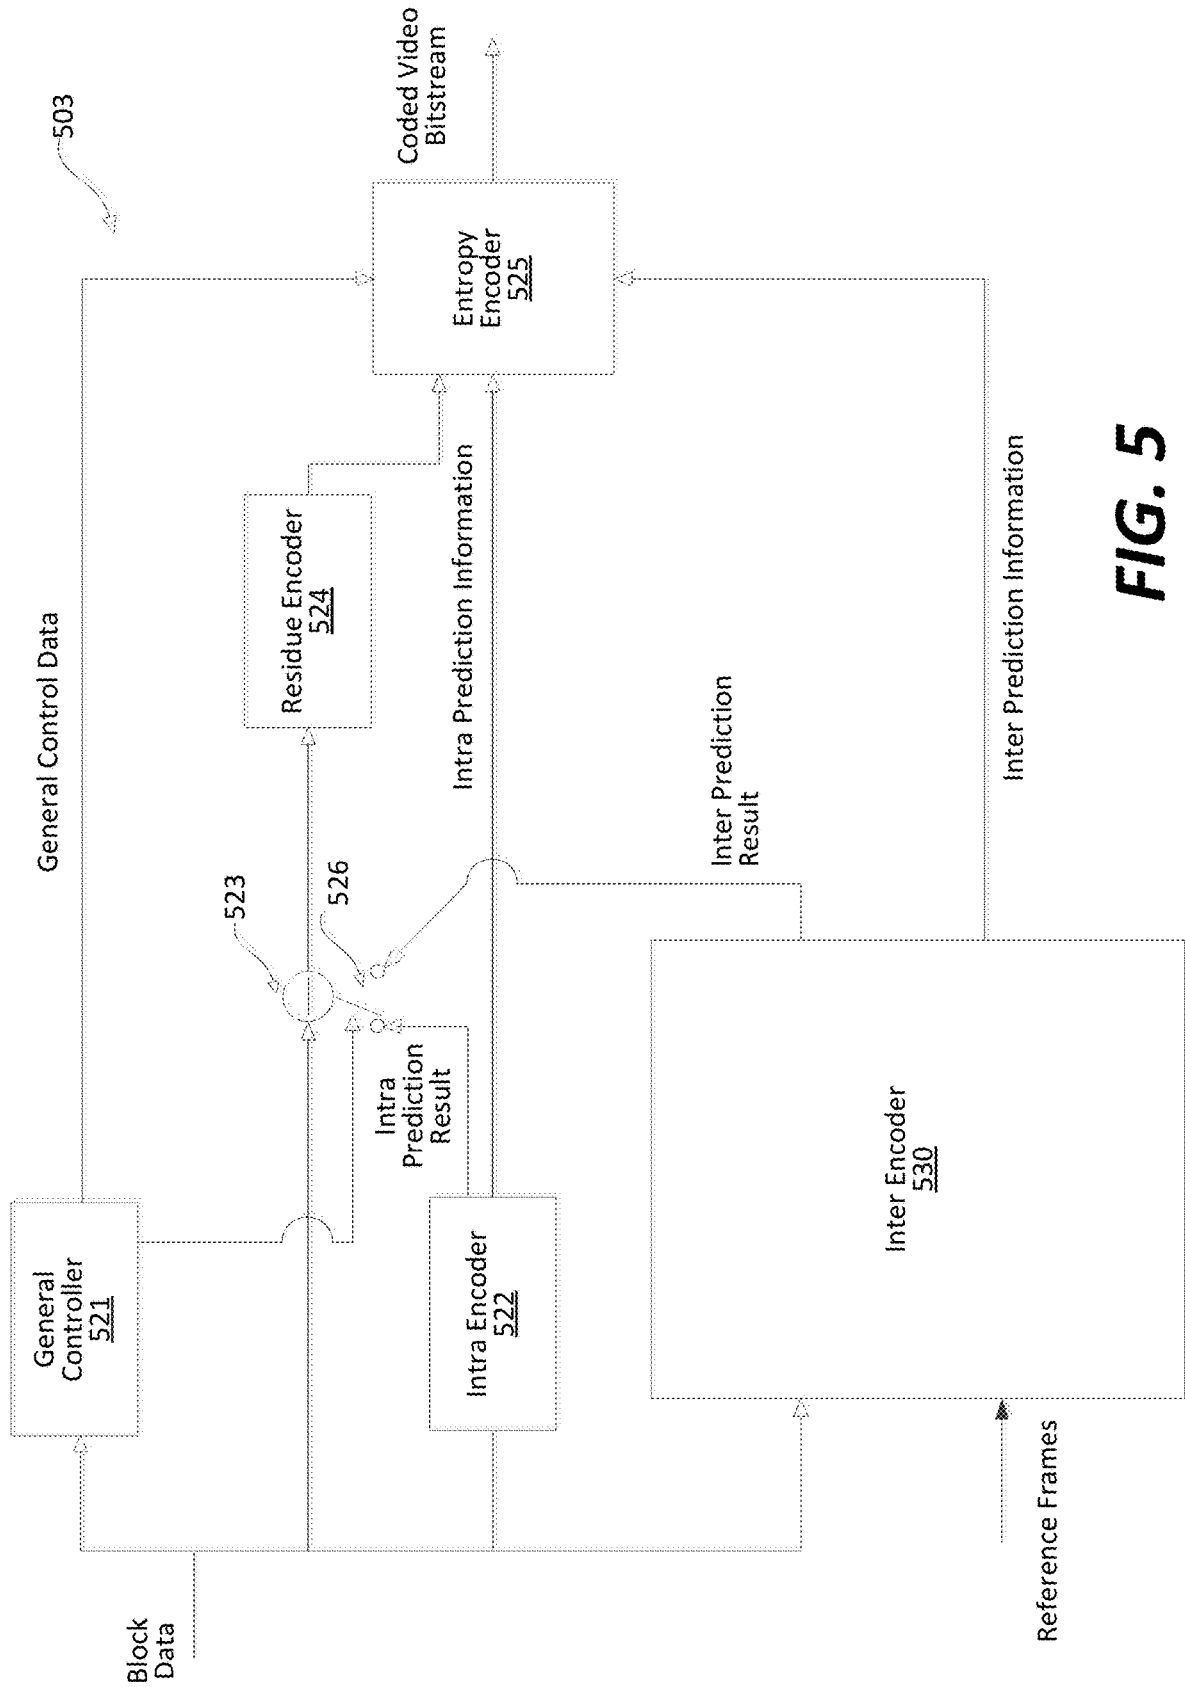 503
General Control Data
Coded Video
Bitstream
General
Controller
521
523
526
Residue Encoder
524
Entropy
Encoder
525
Block
Data
Intra
Prediction
Result
Intra Prediction Information
Intra Encoder
522
Inter Prediction
Result
Inter Encoder
530
Inter Prediction Information
Reference Frames
FIG. 5